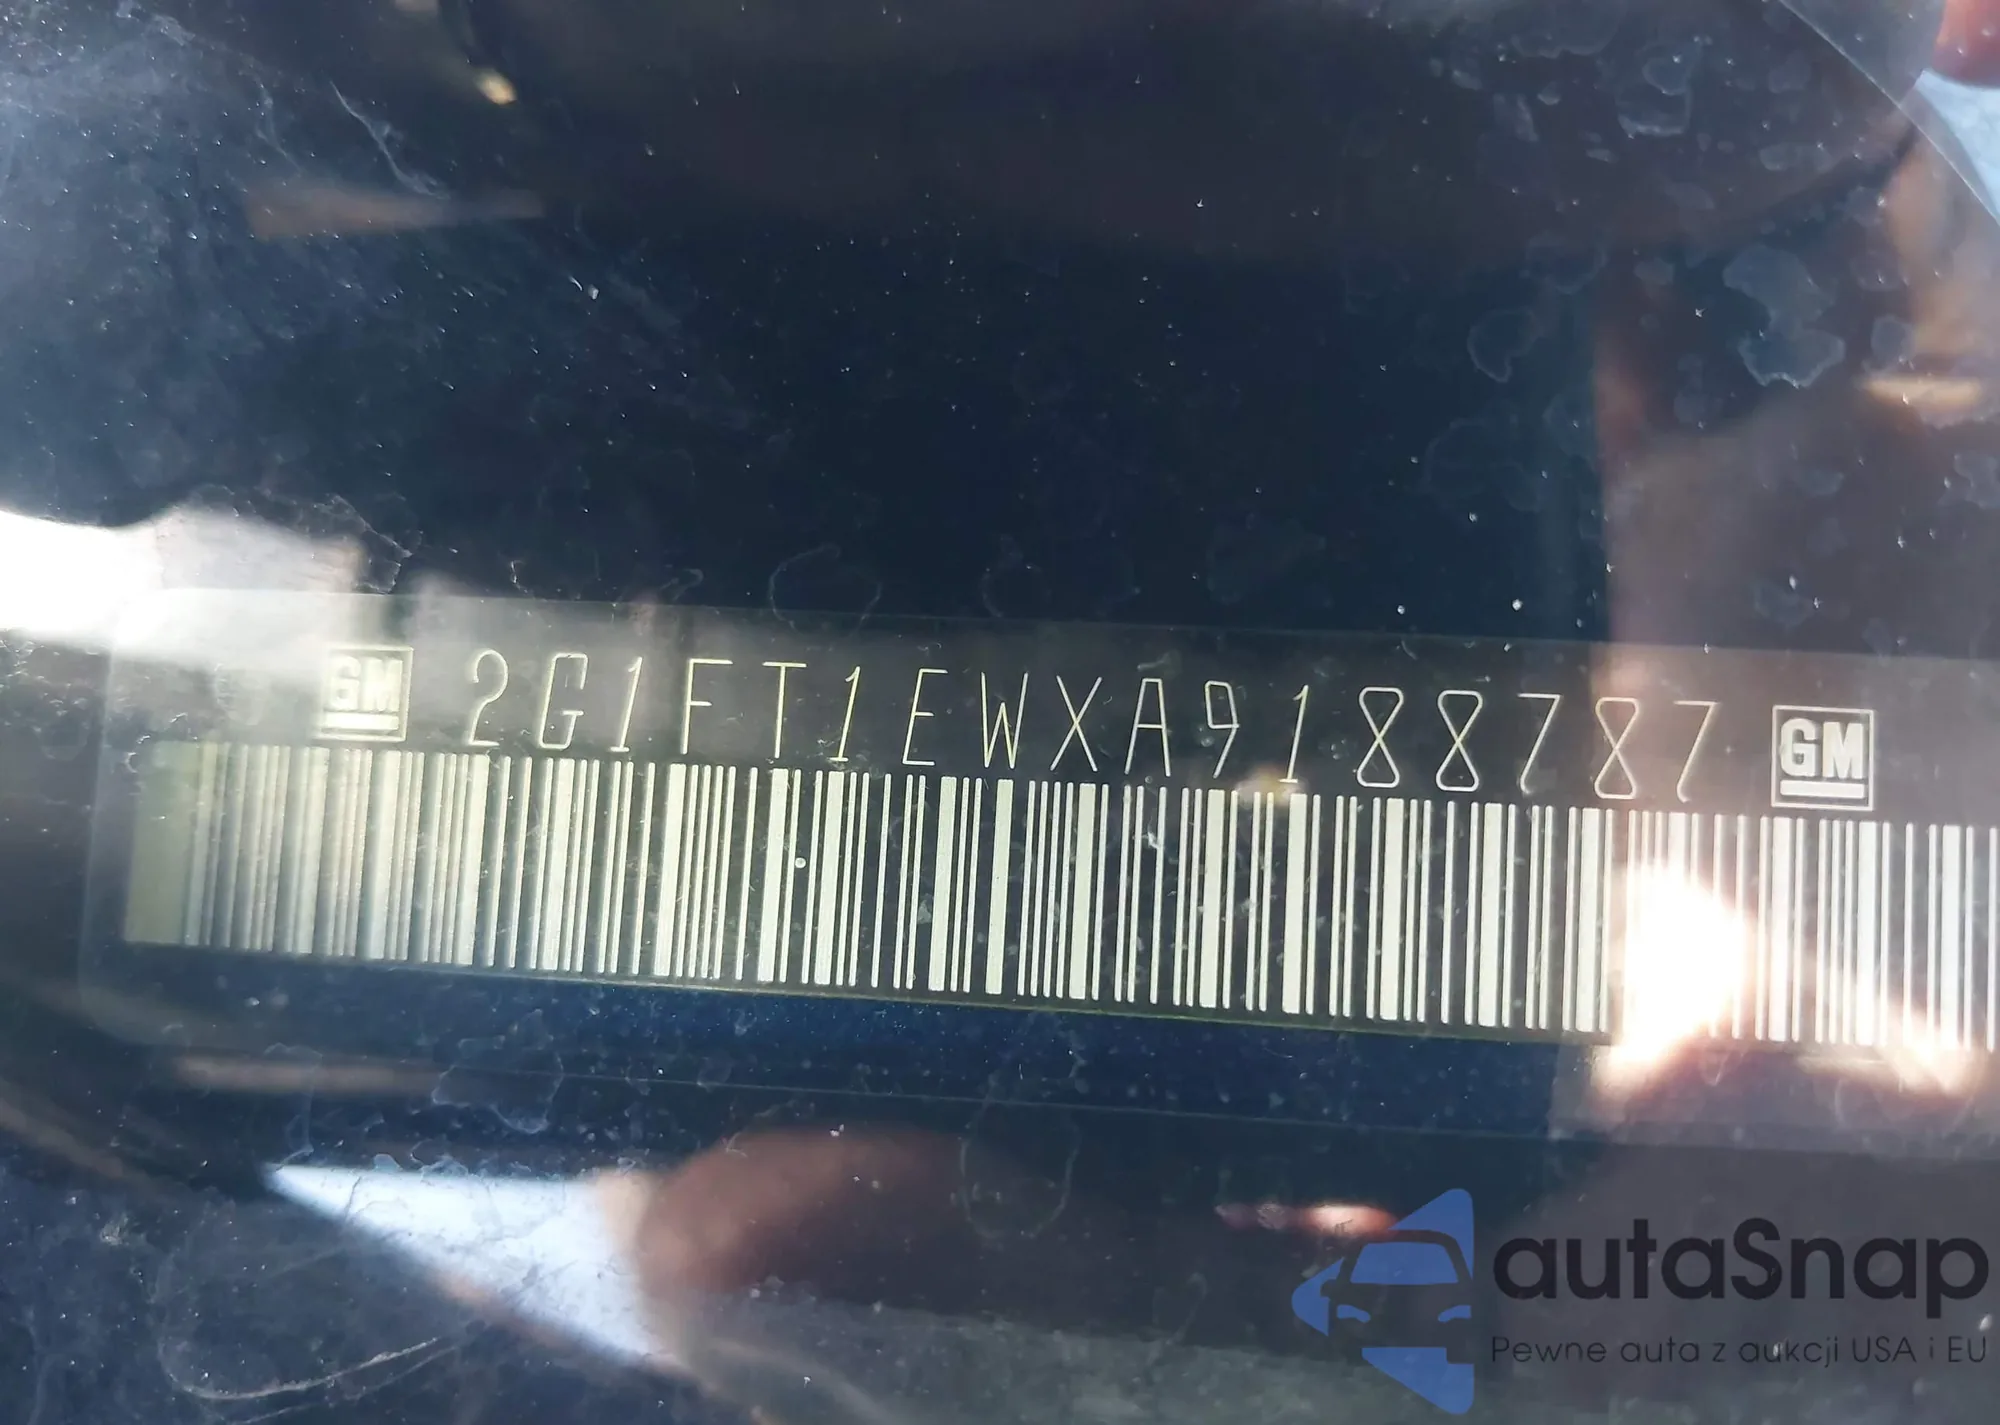 GM 2G1FT1EWXA9188787 GM
autaSnap
Pewne auta z aukcji USA i EU